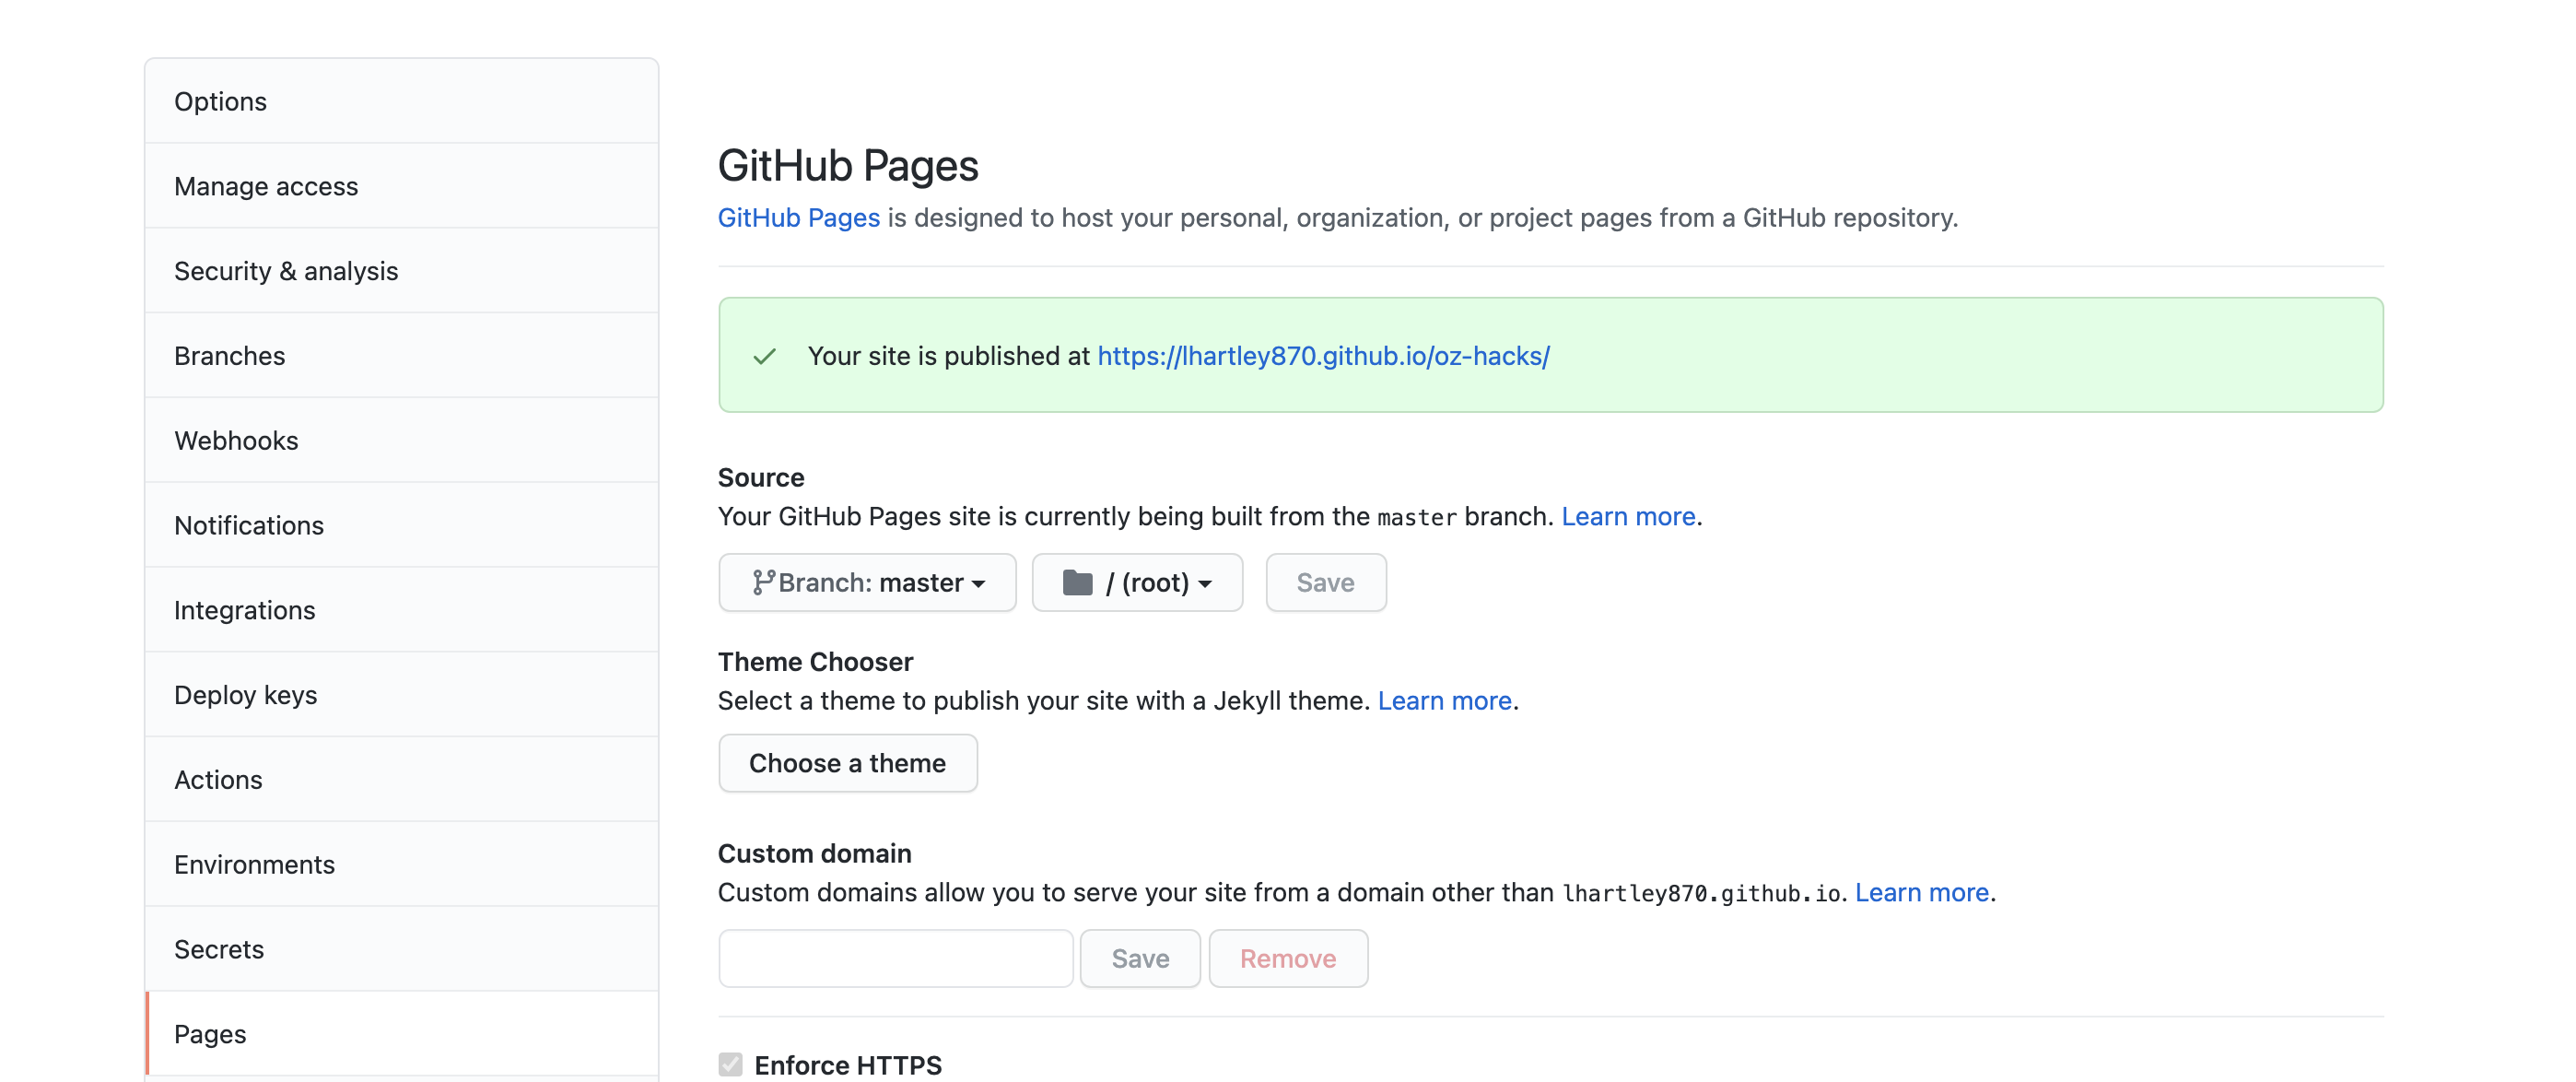 Options
Manage access
Security & analysis
Branches
Webhooks
Notifications
Integrations
Deploy keys
Actions
Environments
Secrets
Pages
GitHub Pages
GitHub Pages is designed to host your personal, organization, or project pages from a GitHub repository.
Your site is published at https://lhartley870.github.io/oz-hacks/
Source
Your GitHub Pages site is currently being built from the master branch. Learn more.
Branch: master / (root) Save
Theme Chooser
Select a theme to publish your site with a Jekyll theme. Learn more.
Choose a theme
Custom domain
Custom domains allow you to serve your site from a domain other than lhartley870.github.io. Learn more.
Save Remove
Enforce HTTPS